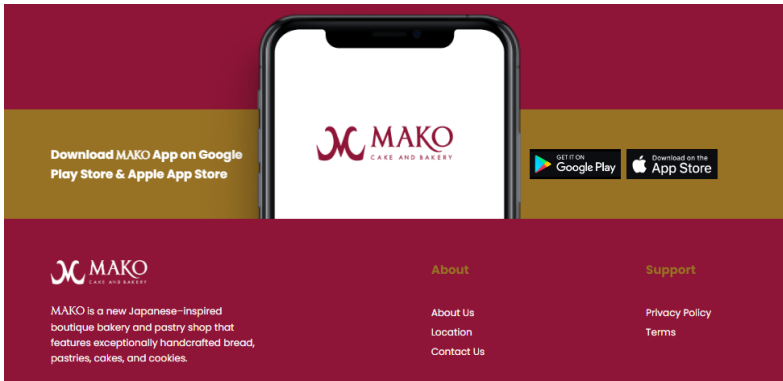 Download MAKO App on Google
Play Store & Apple App Store
MAKO
CAKE AND BAKERY
GET IT ON
Google Play
Download on the
App Store
MAKO
CAKE AND BAKERY
MAKO is a new Japanese-inspired
boutique bakery and pastry shop that
features exceptionally handcrafted bread,
pastries, cakes, and cookies.
About
About Us
Location
Contact Us
Support
Privacy Policy
Terms